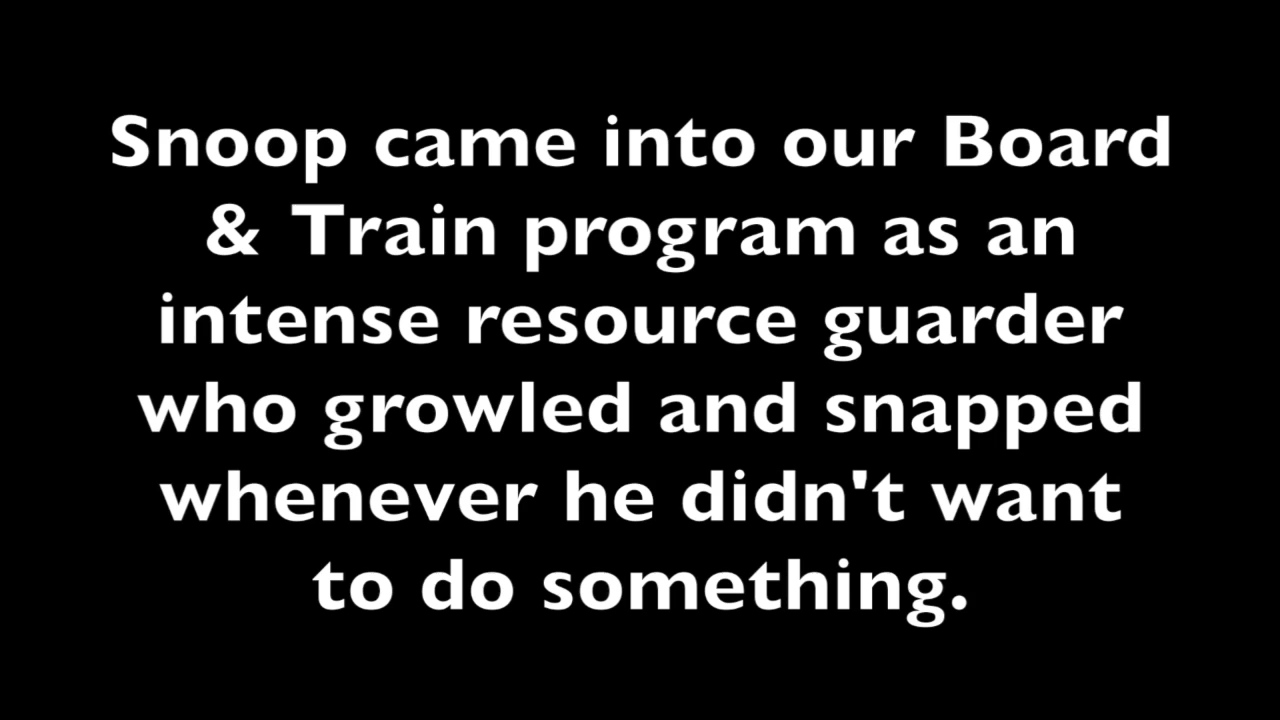 Snoop came into our Board
& Train program as an
intense resource guarder
who growled and snapped
whenever he didn't want
to do something.